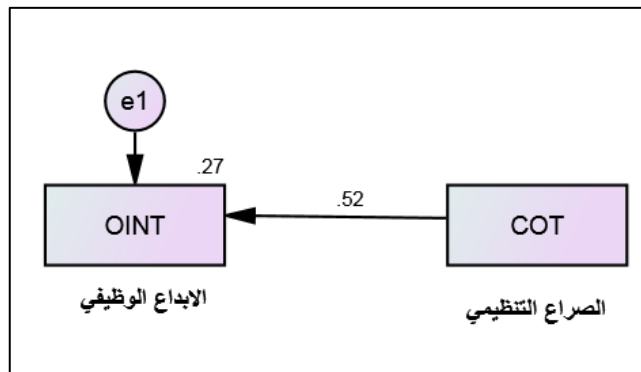 e1
.27
.52
OINT
COT
الابداع الوظيفي
الصراع التنظيمي